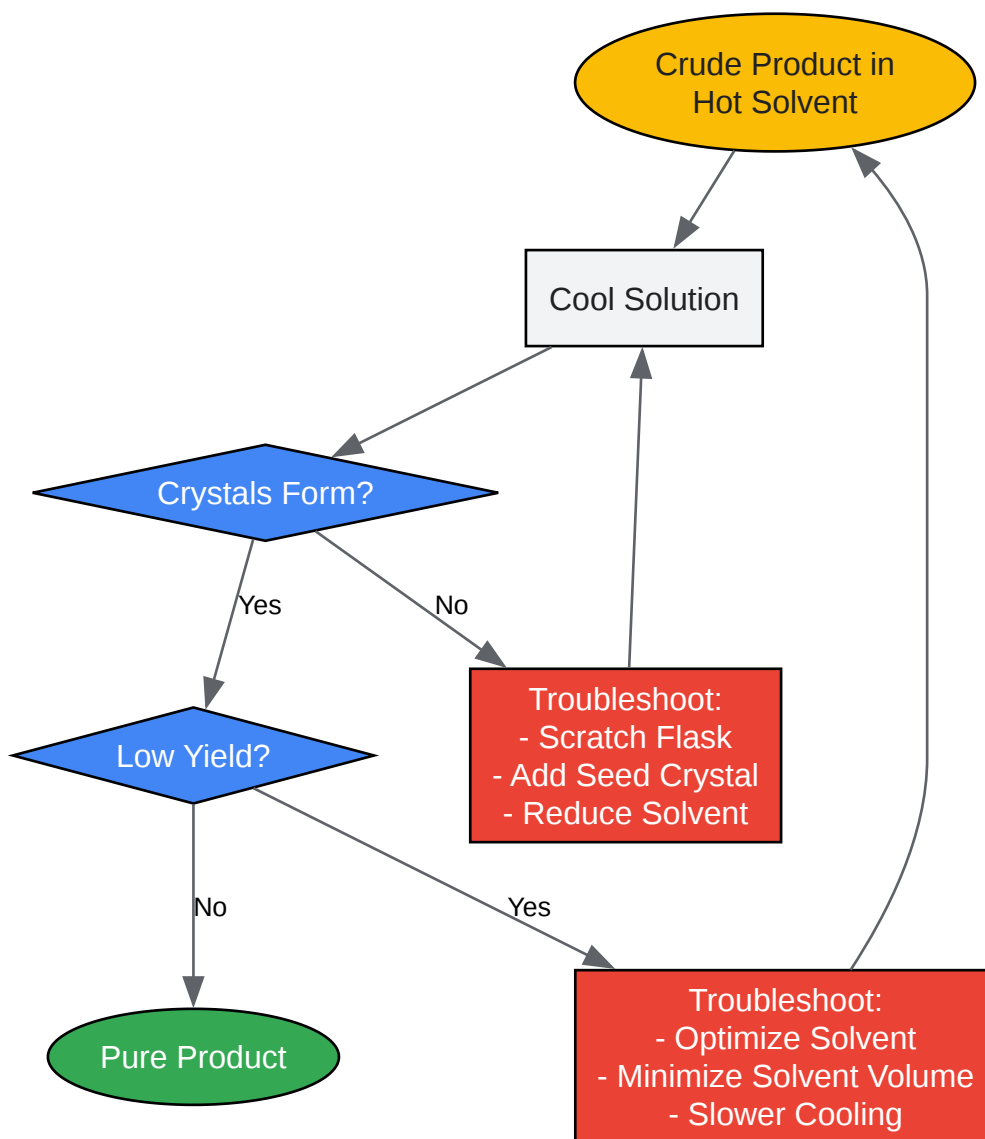 Crude Product in
Hot Solvent
Cool Solution
Crystals Form?
Yes
No
Troubleshoot:
- Scratch Flask
- Add Seed Crystal
- Reduce Solvent
Low Yield?
No
Yes
Troubleshoot:
- Optimize Solvent
- Minimize Solvent Volume
- Slower Cooling
Pure Product